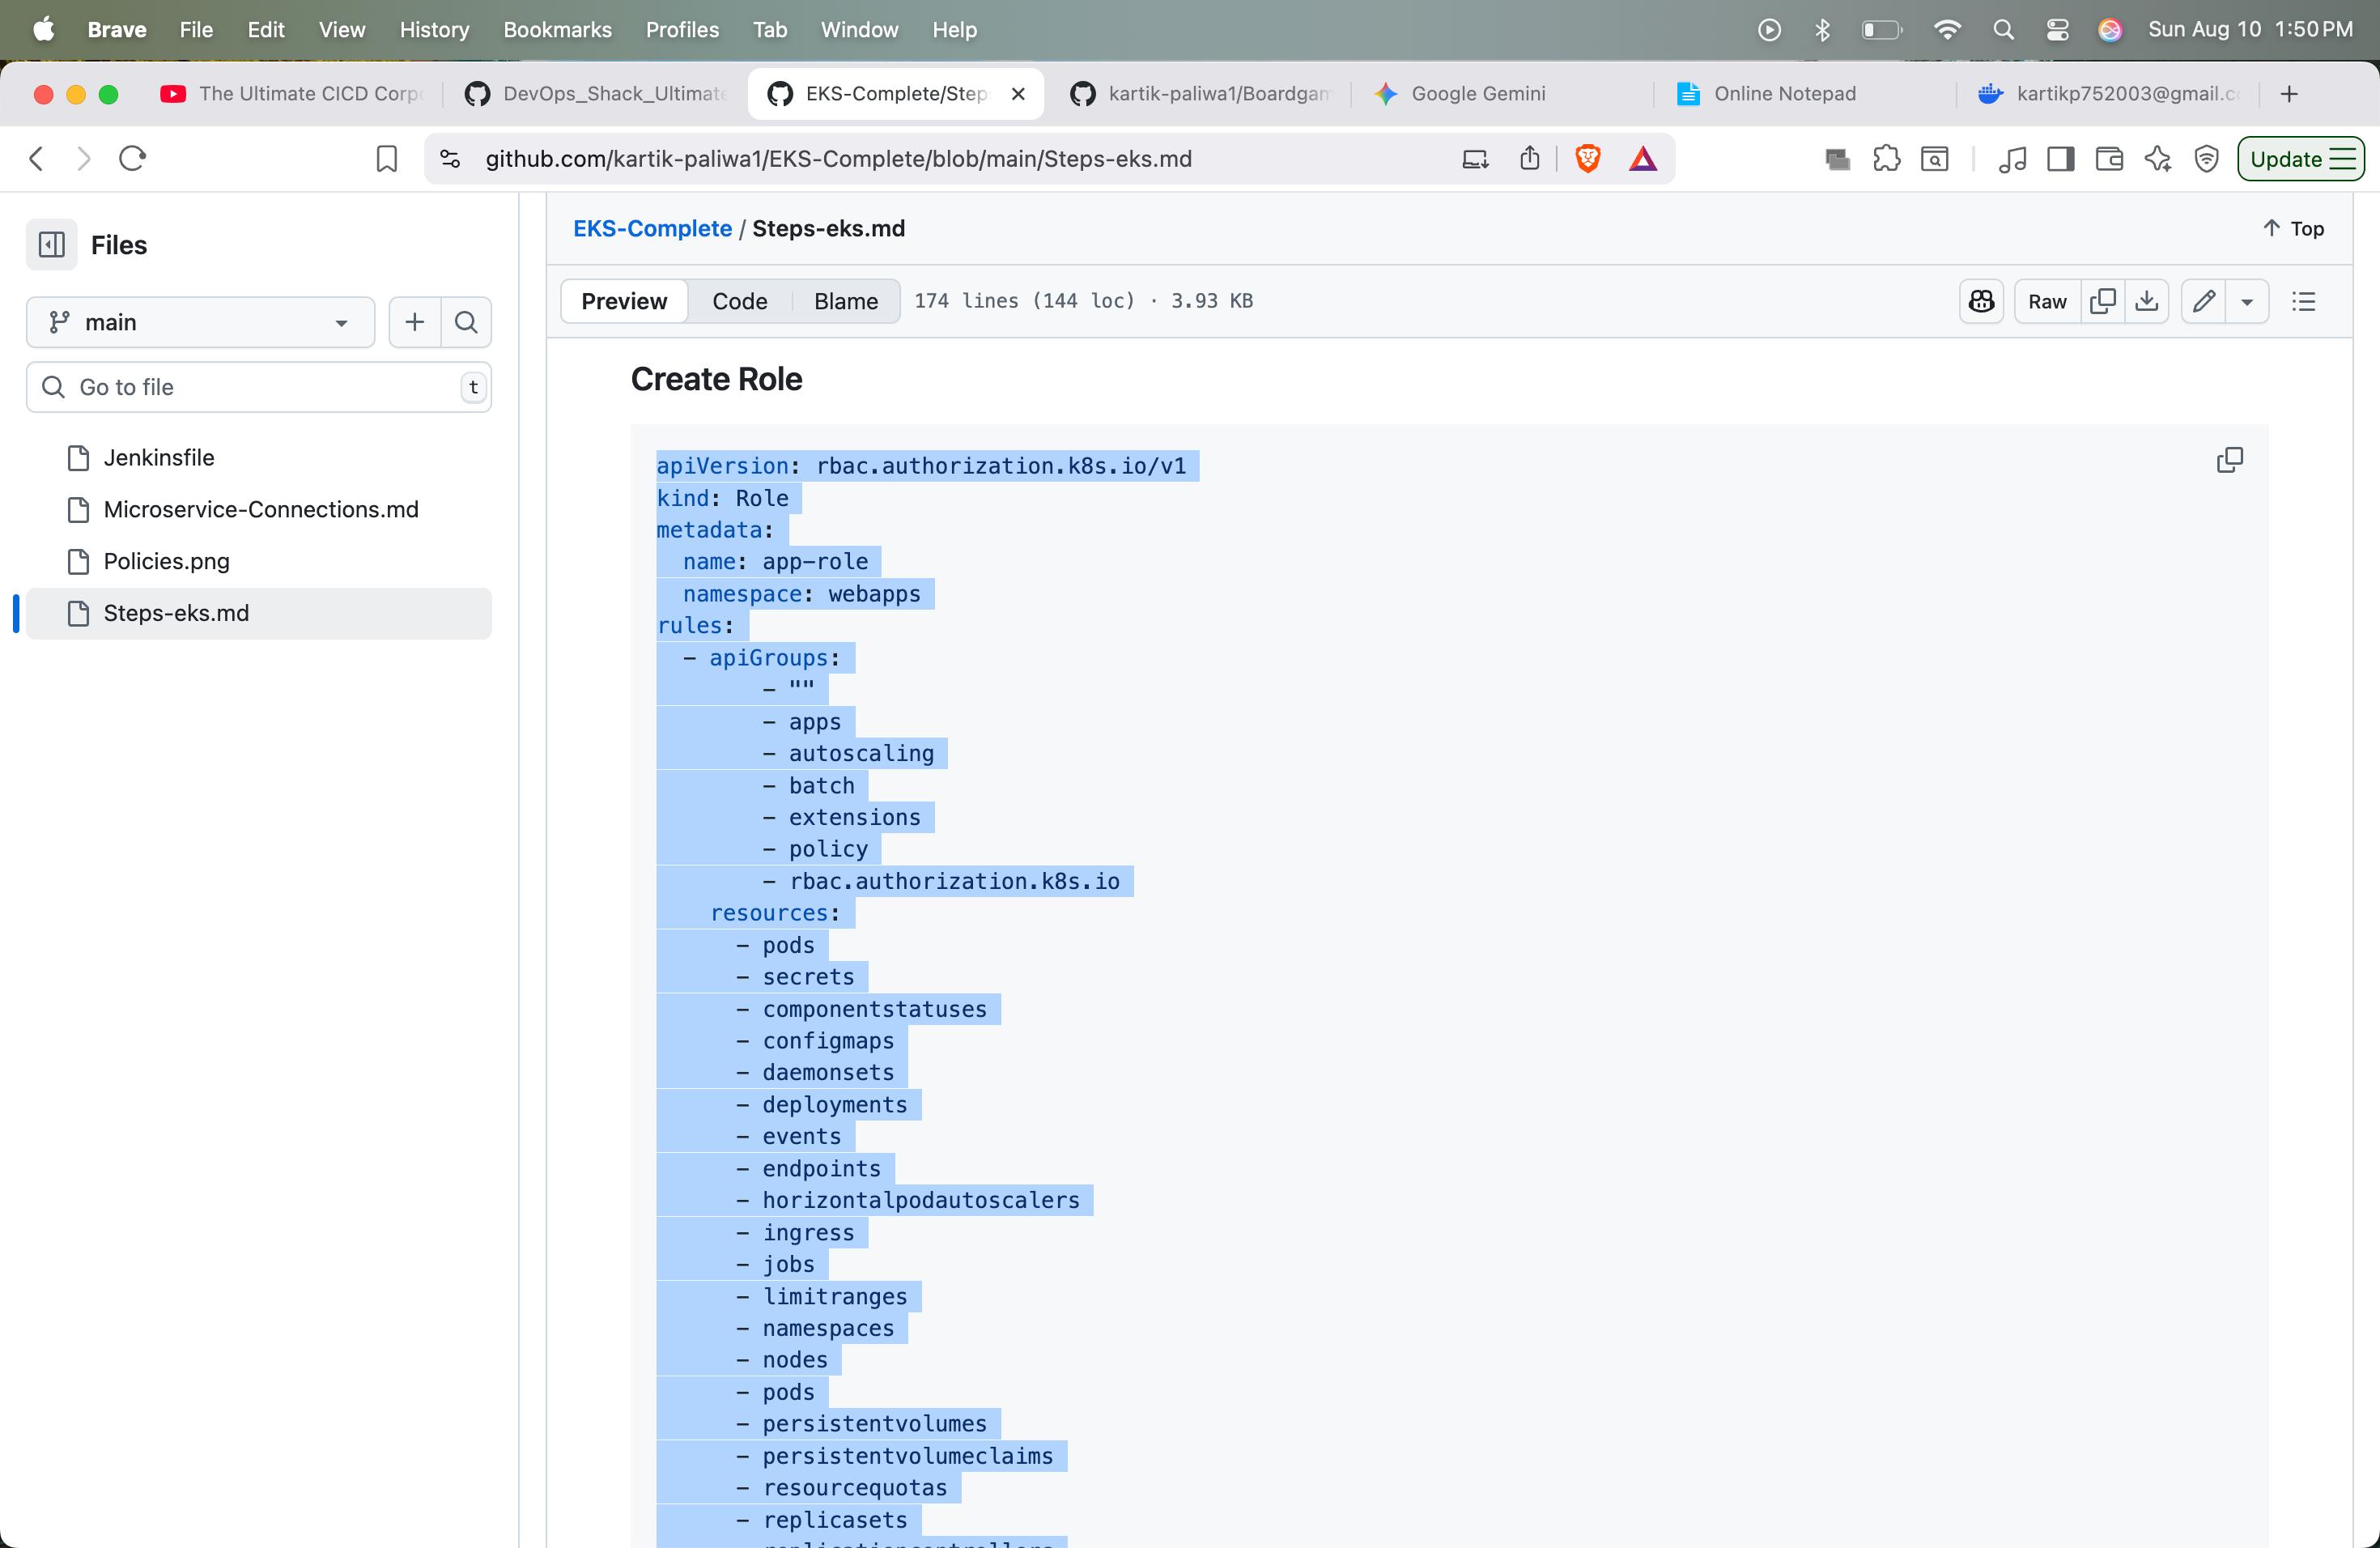 Brave File Edit View History Bookmarks Profiles Tab Window Help Sun Aug 10 1:50 PM
The Ultimate CICD Corp DevOps_Shack_Ultimate EKS-Complete/Step kartik-paliwa1/Boardgam Google Gemini Online Notepad kartikp752003@gmail.c
github.com/kartik-paliwa1/EKS-Complete/blob/main/Steps-eks.md Update
Files
main
Go to file t
Jenkinsfile
Microservice-Connections.md
Policies.png
Steps-eks.md
EKS-Complete / Steps-eks.md Top
Preview Code Blame 174 lines (144 loc) · 3.93 KB Raw
Create Role
apiVersion: rbac.authorization.k8s.io/v1
kind: Role
metadata:
  name: app-role
  namespace: webapps
rules:
  - apiGroups:
        - ""
        - apps
        - autoscaling
        - batch
        - extensions
        - policy
        - rbac.authorization.k8s.io
    resources:
      - pods
      - secrets
      - componentstatuses
      - configmaps
      - daemonsets
      - deployments
      - events
      - endpoints
      - horizontalpodautoscalers
      - ingress
      - jobs
      - limitranges
      - namespaces
      - nodes
      - pods
      - persistentvolumes
      - persistentvolumeclaims
      - resourcequotas
      - replicasets